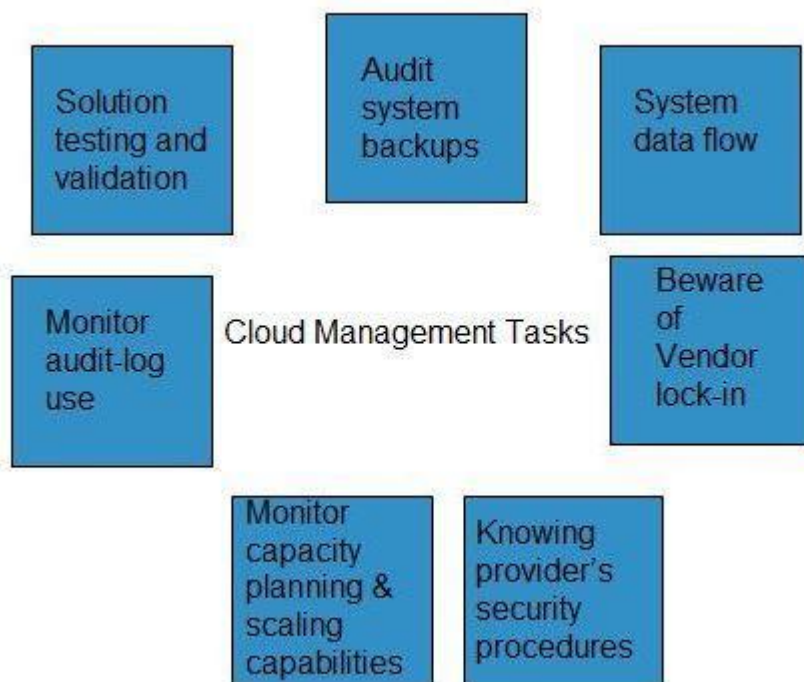 Solution
testing and
validation
Audit
system
backups
System
data flow
Monitor
audit-log
use
Cloud Management Tasks
Beware
of
Vendor
lock-in
Monitor
capacity
planning &
scaling
capabilities
Knowing
provider’s
security
procedures